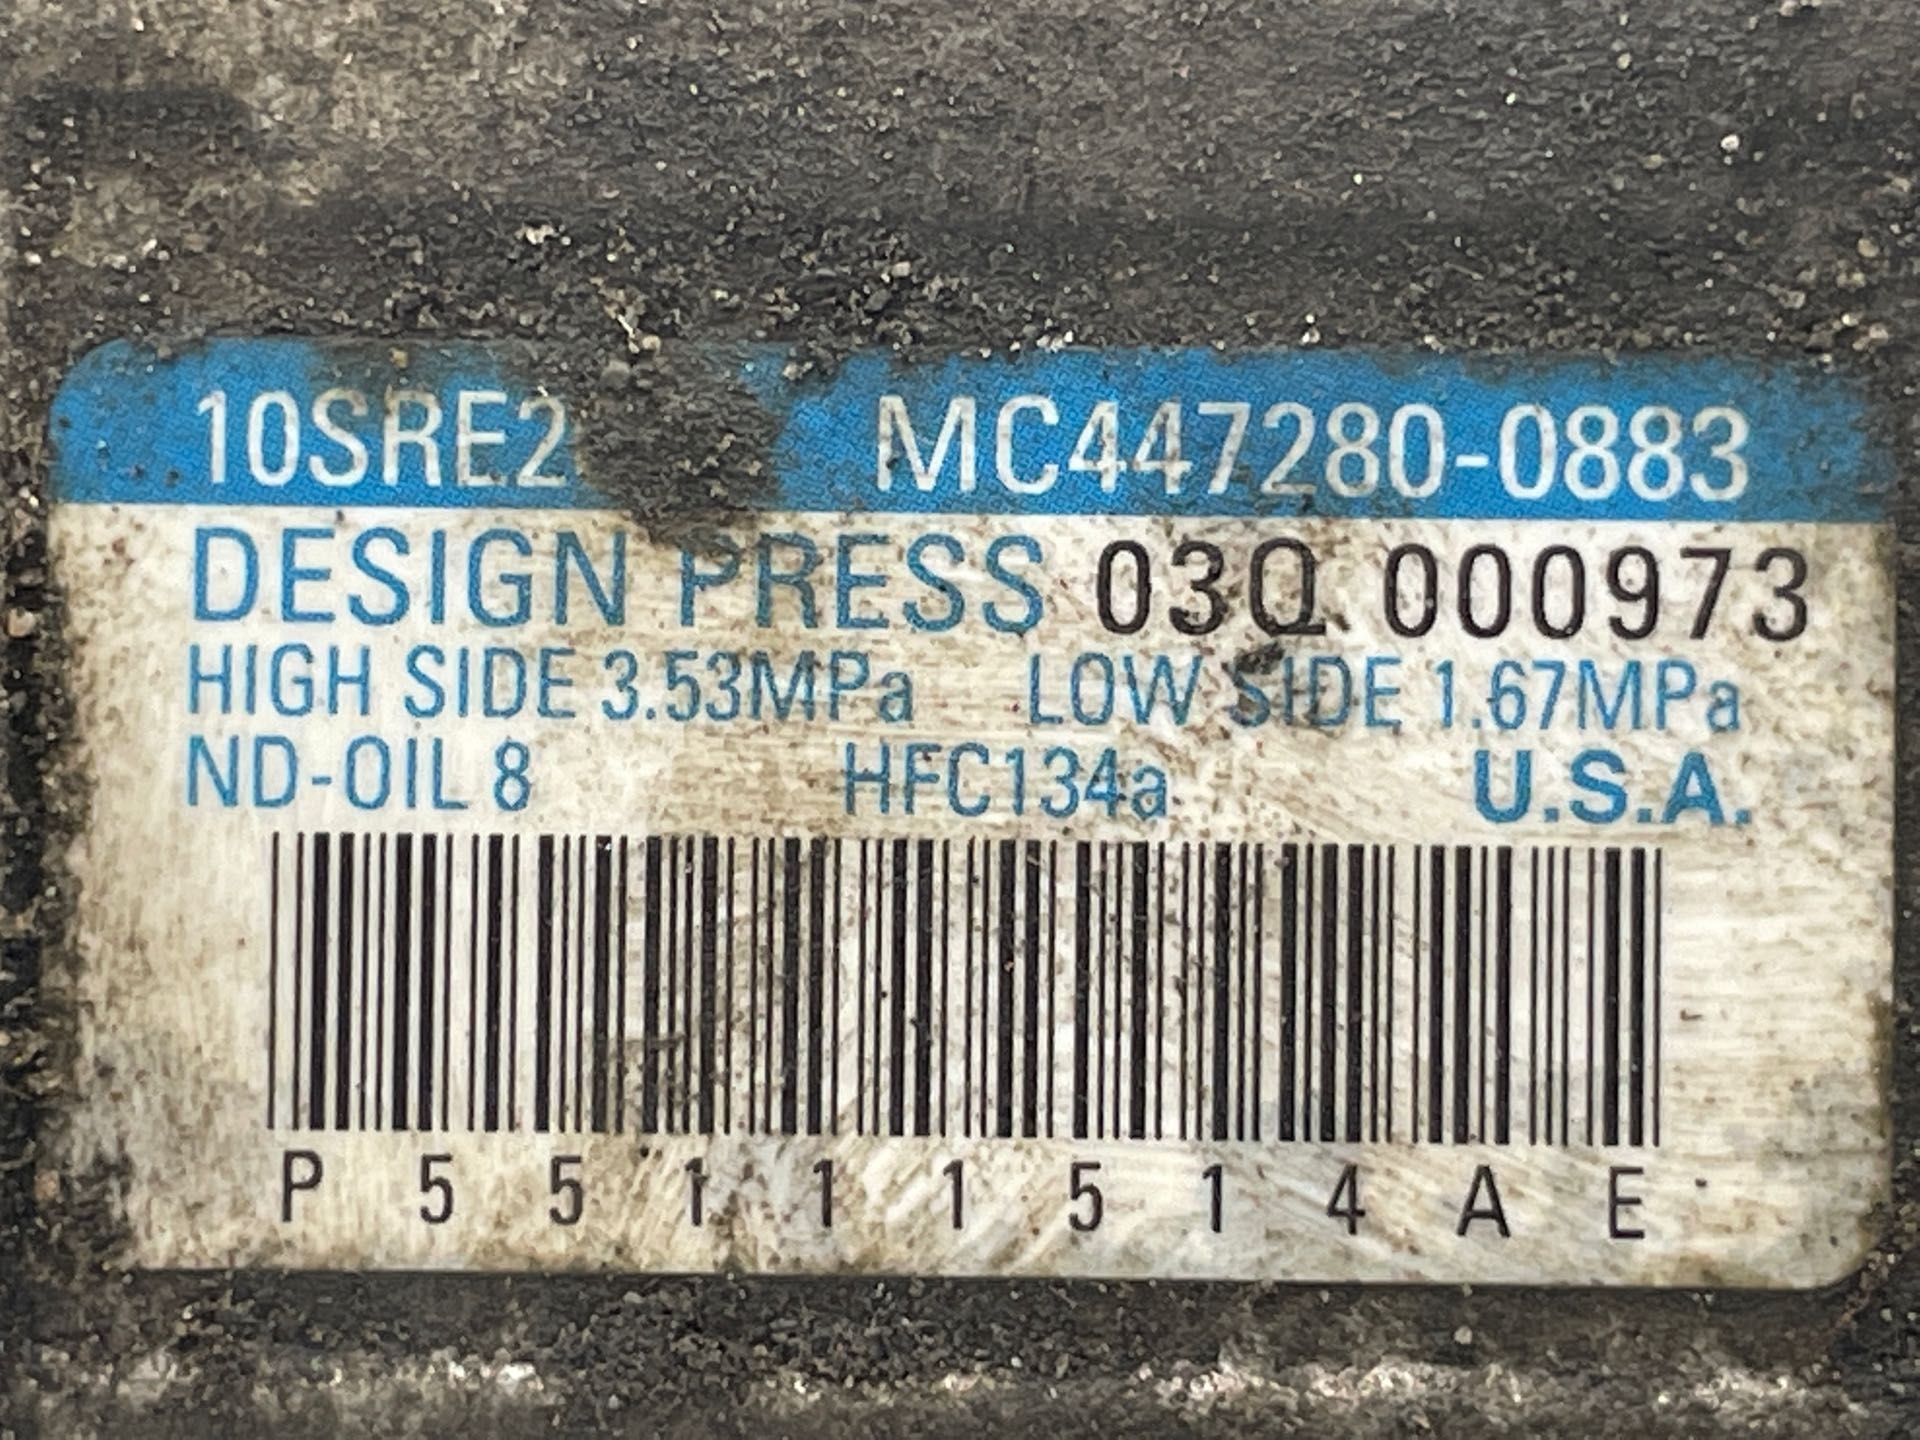 10SRE2 MC447280-0883
DESIGN PRESS 03Q 000973
HIGH SIDE 3.53MPa LOW SIDE 1.67MPa
ND-OIL 8 HFC134a U.S.A.
P55111514AE